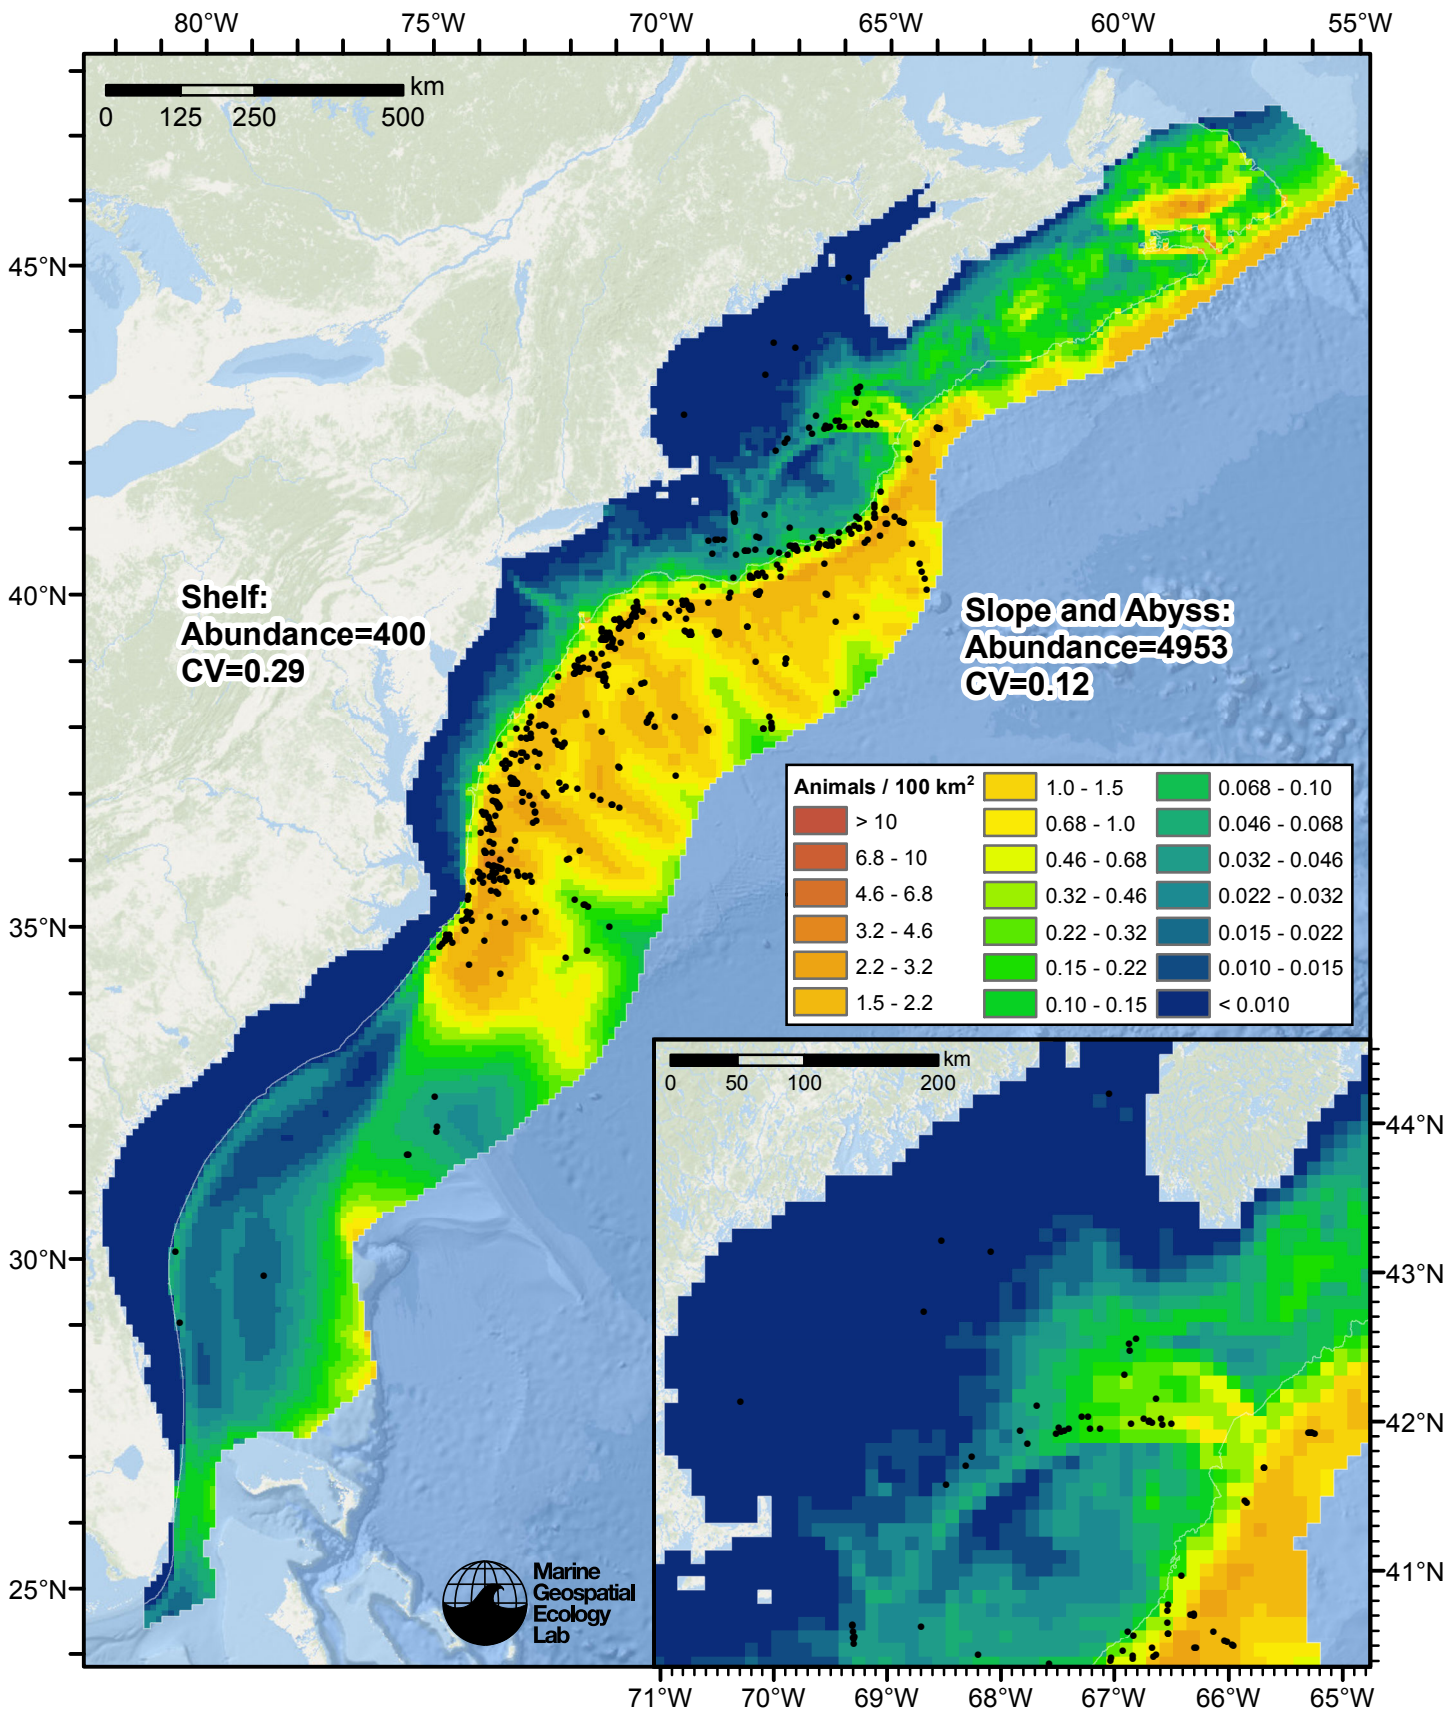 80°W 75°W 70°W 65°W 60°W 55°W
km
0 125 250 500
45°N
40°N
35°N
30°N
25°N
Shelf:
Abundance=400
CV=0.29
Slope and Abyss:
Abundance=4953
CV=0.12
Animals / 100 km²
> 10
6.8 - 10
4.6 - 6.8
3.2 - 4.6
2.2 - 3.2
1.5 - 2.2
1.0 - 1.5
0.68 - 1.0
0.46 - 0.68
0.32 - 0.46
0.22 - 0.32
0.15 - 0.22
0.10 - 0.15
0.068 - 0.10
0.046 - 0.068
0.032 - 0.046
0.022 - 0.032
0.015 - 0.022
0.010 - 0.015
< 0.010
km
0 50 100 200
44°N
43°N
42°N
41°N
Marine
Geospatial
Ecology
Lab
71°W 70°W 69°W 68°W 67°W 66°W 65°W